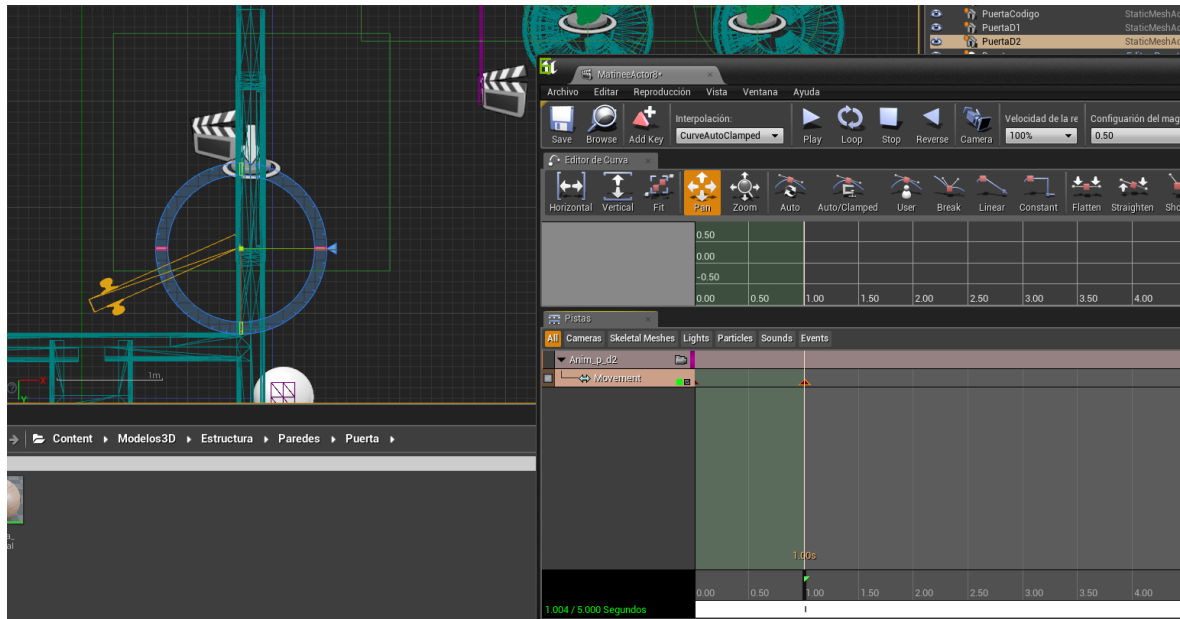 PuertaCodigo StaticMeshAc
PuertaD1 StaticMeshAc
PuertaD2 StaticMeshAc
MatineeActor8*
Archivo Editar Reproducción Vista Ventana Ayuda
Interpolación: Velocidad de la re Configuarión del mag
CurveAutoClamped 100% 0.50
Save Browse Add Key Play Loop Stop Reverse Camera
Editor de Curva
Horizontal Vertical Fit Pan Zoom Auto Auto/Clamped User Break Linear Constant Flatten Straighten Sho
0.50
0.00
-0.50
0.00 0.50 1.00 1.50 2.00 2.50 3.00 3.50 4.00
Pistas
All Cameras Skeletal Meshes Lights Particles Sounds Events
Anim_p_d2
Movement
1m.
X
Y
Content Modelos3D Estructura Paredes Puerta
a_
al
1.00s
0.00 0.50 1.00 1.50 2.00 2.50 3.00 3.50 4.00
1.004 / 5.000 Segundos